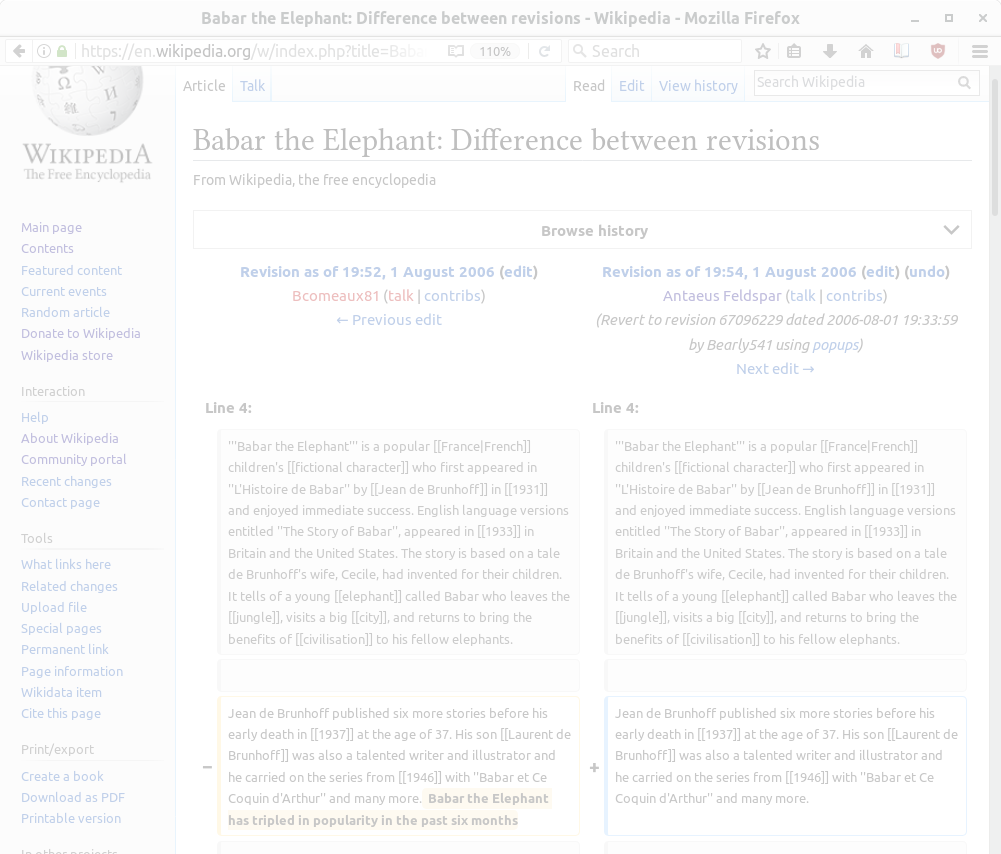 Babar the Elephant: Difference between revisions - Wikipedia - Mozilla Firefox
https://en.wikipedia.org/w/index.php?title=Baba
110%
Search
Article
Talk
Read
Edit
View history
Search Wikipedia
WIKIPEDIA
The Free Encyclopedia
Main page
Contents
Featured content
Current events
Random article
Donate to Wikipedia
Wikipedia store
Interaction
Help
About Wikipedia
Community portal
Recent changes
Contact page
Tools
What links here
Related changes
Upload file
Special pages
Permanent link
Page information
Wikidata item
Cite this page
Print/export
Create a book
Download as PDF
Printable version
In other projects
Babar the Elephant: Difference between revisions
From Wikipedia, the free encyclopedia
Browse history
Revision as of 19:52, 1 August 2006 (edit)
Bcomeaux81 (talk | contribs)
← Previous edit
Revision as of 19:54, 1 August 2006 (edit) (undo)
Antaeus Feldspar (talk | contribs)
(Revert to revision 67096229 dated 2006-08-01 19:33:59
by Bearly541 using popups)
Next edit →
Line 4:
'''Babar the Elephant''' is a popular [[France|French]]
children's [[fictional character]] who first appeared in
''L'Histoire de Babar'' by [[Jean de Brunhoff]] in [[1931]]
and enjoyed immediate success. English language versions
entitled ''The Story of Babar'', appeared in [[1933]] in
Britain and the United States. The story is based on a tale
de Brunhoff's wife, Cecile, had invented for their children.
It tells of a young [[elephant]] called Babar who leaves the
[[jungle]], visits a big [[city]], and returns to bring the
benefits of [[civilisation]] to his fellow elephants.
− Jean de Brunhoff published six more stories before his
early death in [[1937]] at the age of 37. His son [[Laurent de
Brunhoff]] was also a talented writer and illustrator and
he carried on the series from [[1946]] with ''Babar et Ce
Coquin d'Arthur'' and many more. Babar the Elephant
has tripled in popularity in the past six months
Line 4:
'''Babar the Elephant''' is a popular [[France|French]]
children's [[fictional character]] who first appeared in
''L'Histoire de Babar'' by [[Jean de Brunhoff]] in [[1931]]
and enjoyed immediate success. English language versions
entitled ''The Story of Babar'', appeared in [[1933]] in
Britain and the United States. The story is based on a tale
de Brunhoff's wife, Cecile, had invented for their children.
It tells of a young [[elephant]] called Babar who leaves the
[[jungle]], visits a big [[city]], and returns to bring the
benefits of [[civilisation]] to his fellow elephants.
+ Jean de Brunhoff published six more stories before his
early death in [[1937]] at the age of 37. His son [[Laurent de
Brunhoff]] was also a talented writer and illustrator and
he carried on the series from [[1946]] with ''Babar et Ce
Coquin d'Arthur'' and many more.